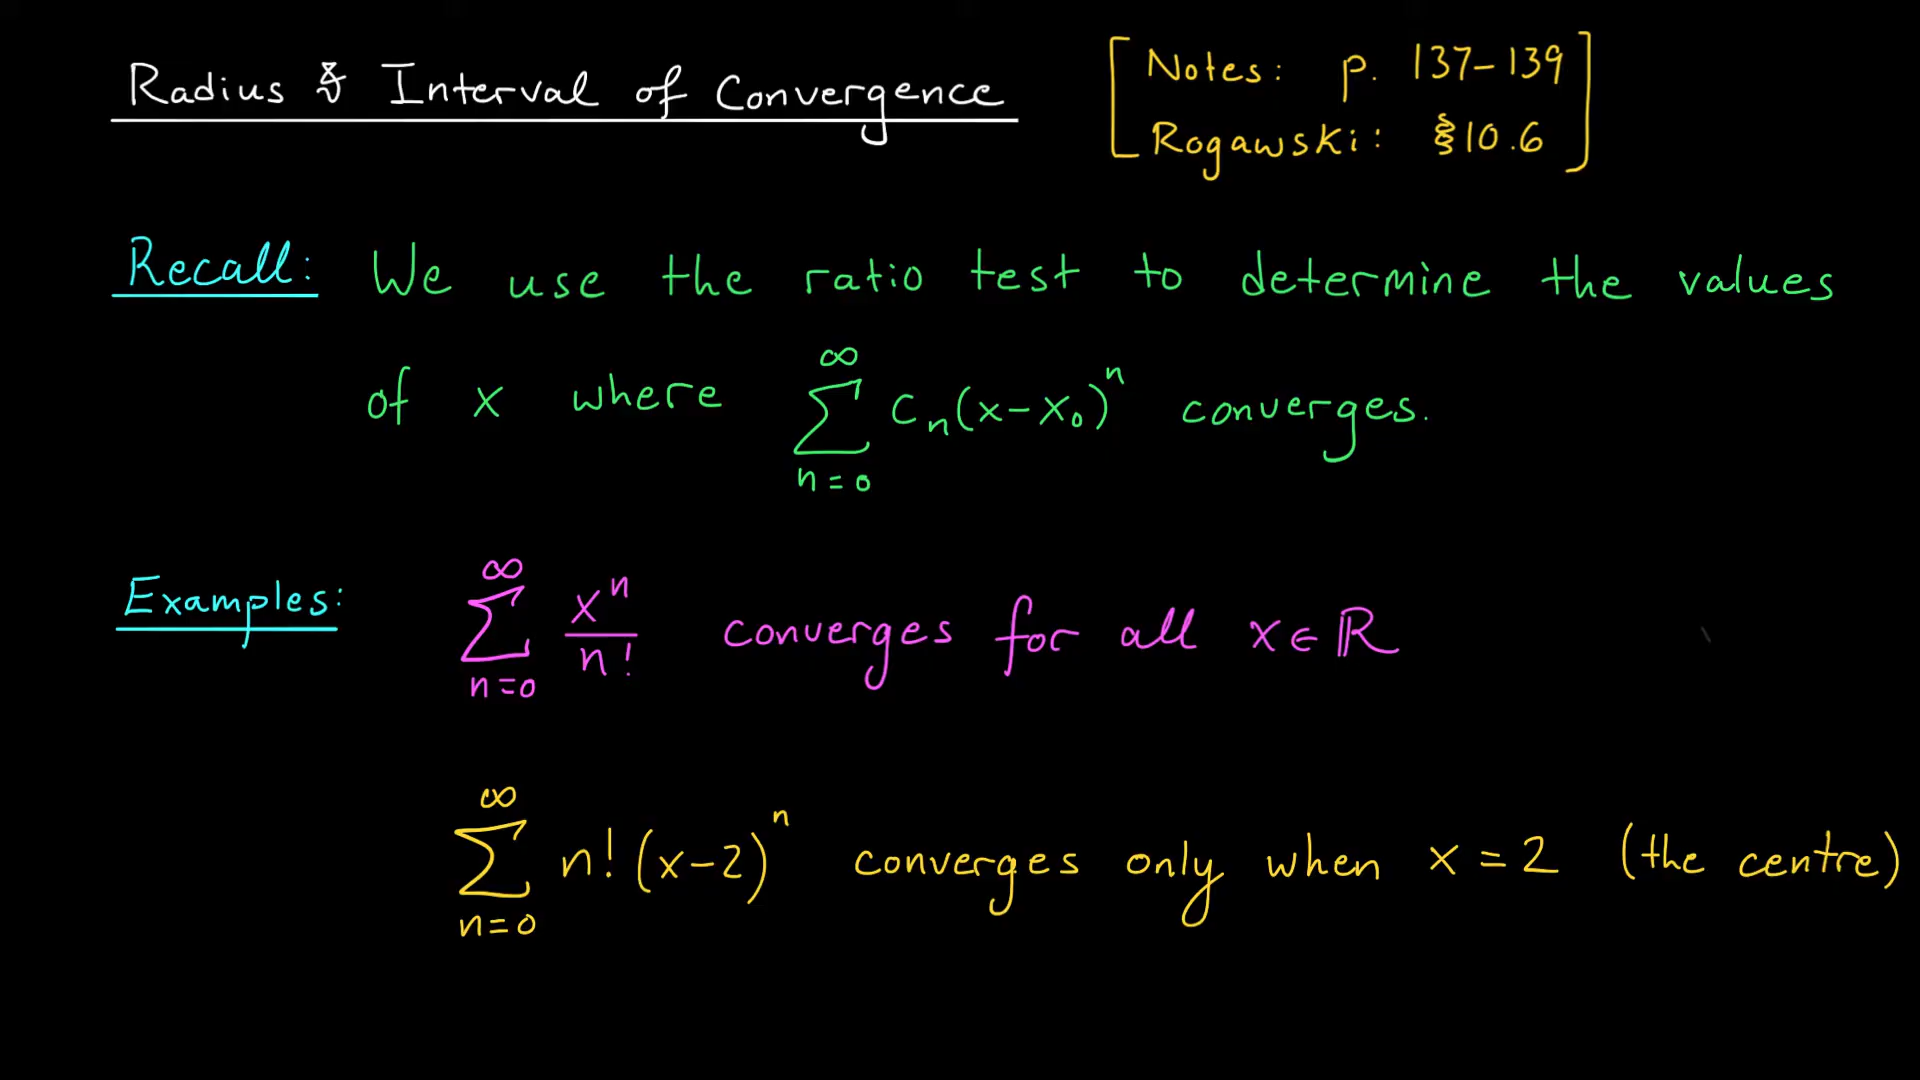 Radius & Interval of Convergence
[Notes: p. 137-139
Rogawski: §10.6]
Recall: We use the ratio test to determine the values
of x where ∑_{n=0}^{∞} c_n(x-x_0)^n converges.
Examples: ∑_{n=0}^{∞} x^n/n! converges for all x∈ℝ
∑_{n=0}^{∞} n!(x-2)^n converges only when x=2 (the centre)